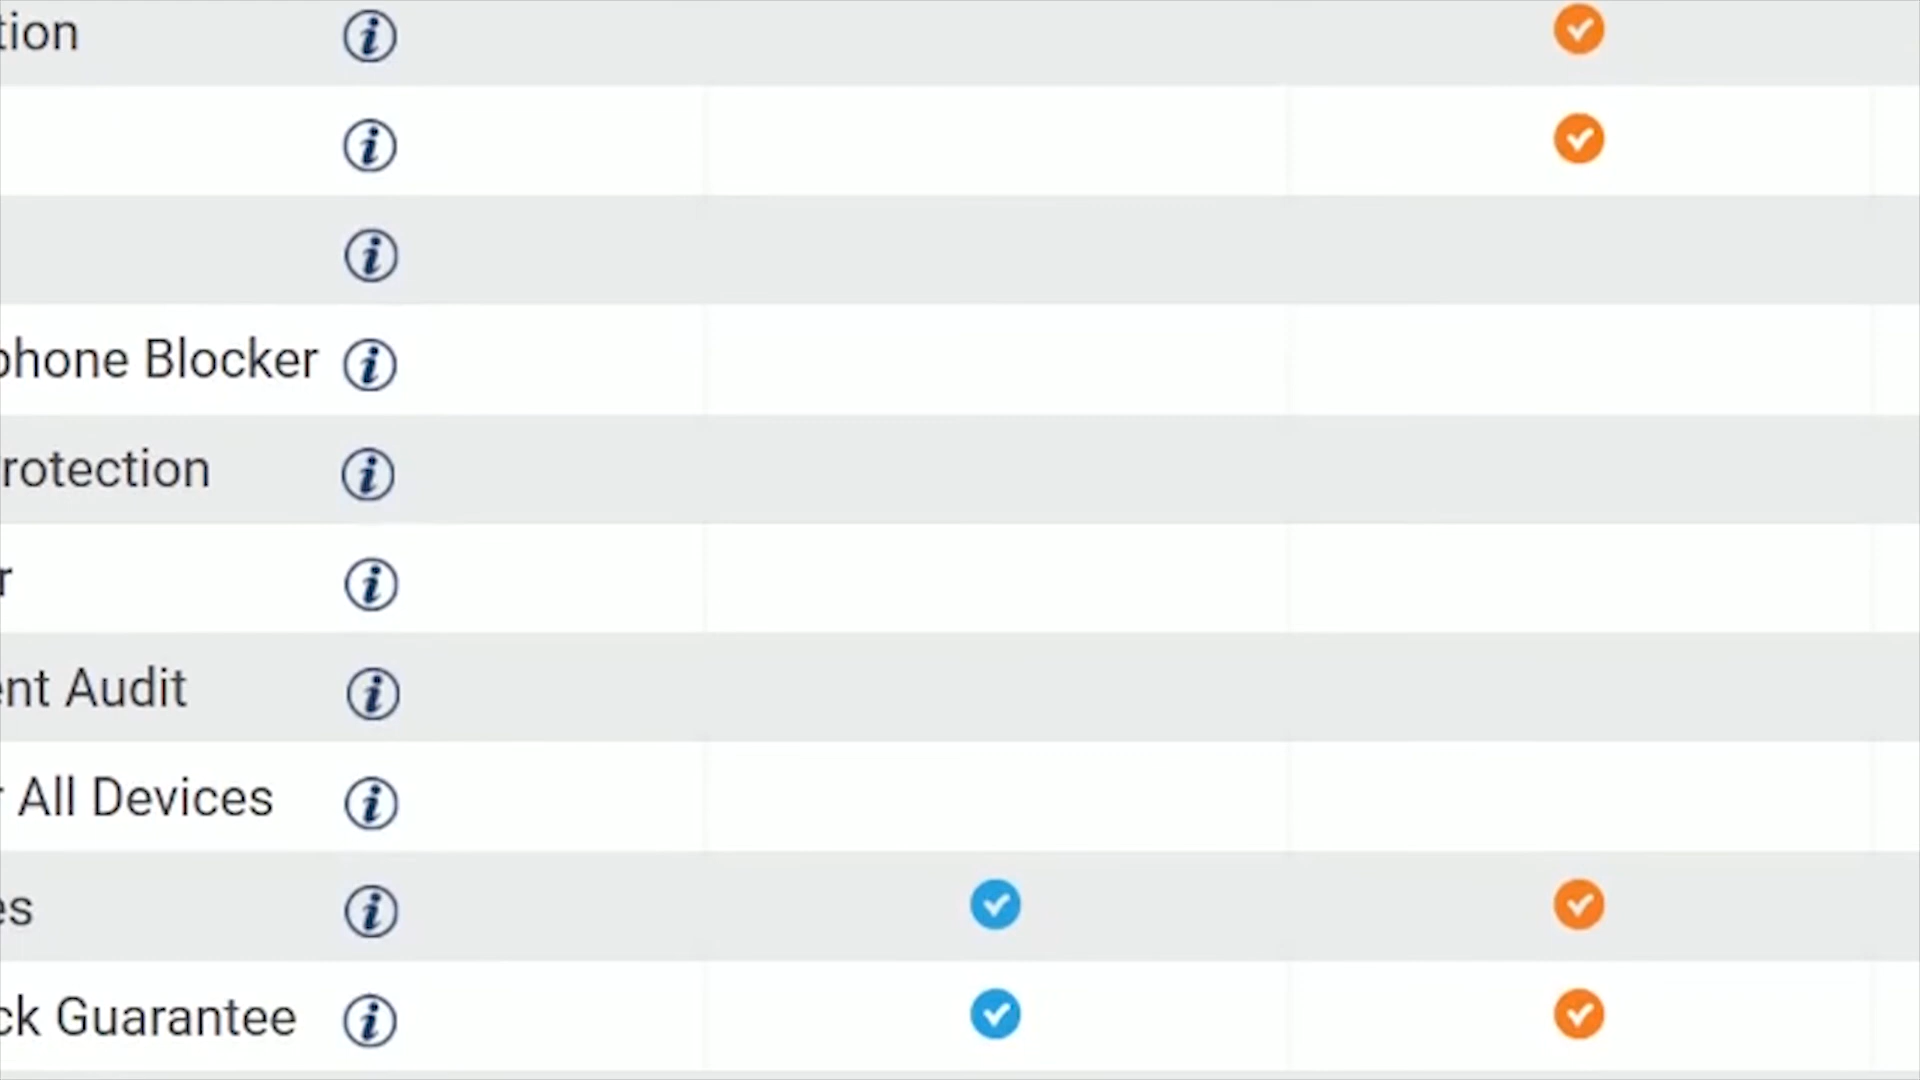 tion
phone Blocker
rotection
r
ent Audit
r All Devices
es
ck Guarantee